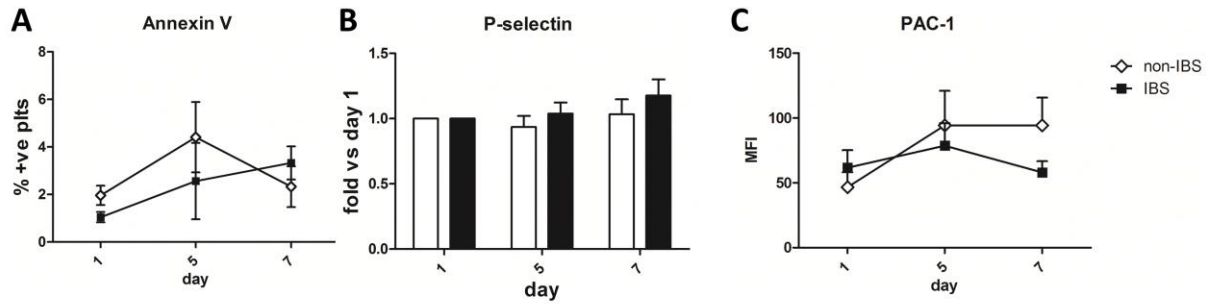 A
Annexin V
% +ve plts
8
6
4
2
0
1
5
7
day
B
P-selectin
fold vs day 1
1.5
1.0
0.5
0.0
1
5
7
day
C
PAC-1
MFI
150
100
50
0
1
5
7
day
non-IBS
IBS